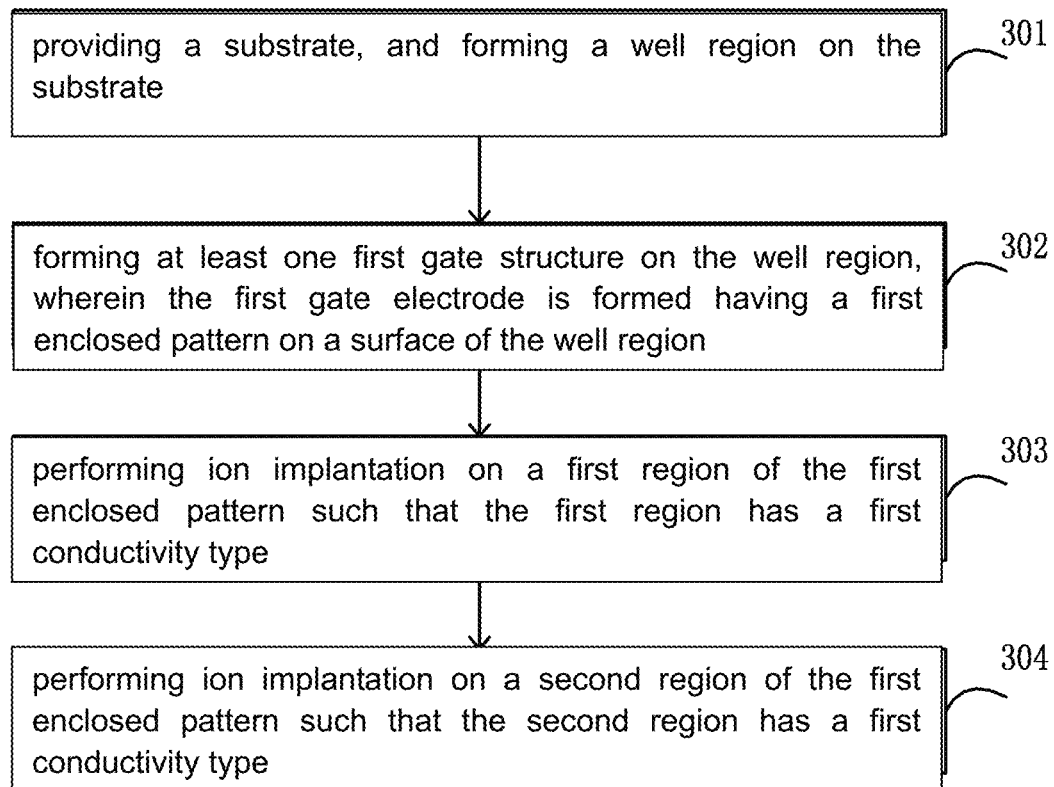 providing a substrate, and forming a well region on the
substrate
301
forming at least one first gate structure on the well region,
wherein the first gate electrode is formed having a first
enclosed pattern on a surface of the well region
302
performing ion implantation on a first region of the first
enclosed pattern such that the first region has a first
conductivity type
303
performing ion implantation on a second region of the first
enclosed pattern such that the second region has a first
conductivity type
304